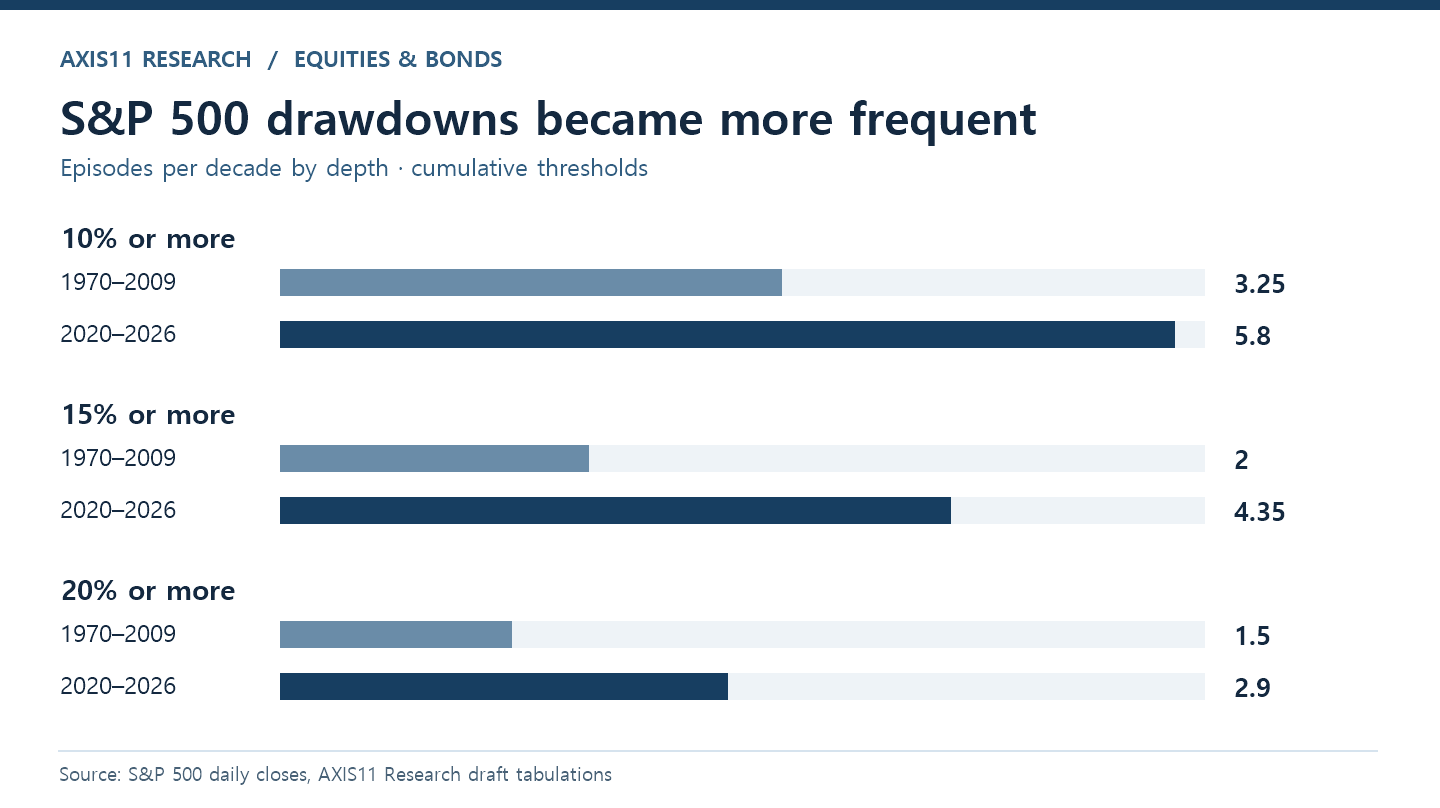 AXIS11 RESEARCH / EQUITIES & BONDS
S&P 500 drawdowns became more frequent
Episodes per decade by depth · cumulative thresholds
10% or more
1970–2009 3.25
2020–2026 5.8
15% or more
1970–2009 2
2020–2026 4.35
20% or more
1970–2009 1.5
2020–2026 2.9
Source: S&P 500 daily closes, AXIS11 Research draft tabulations